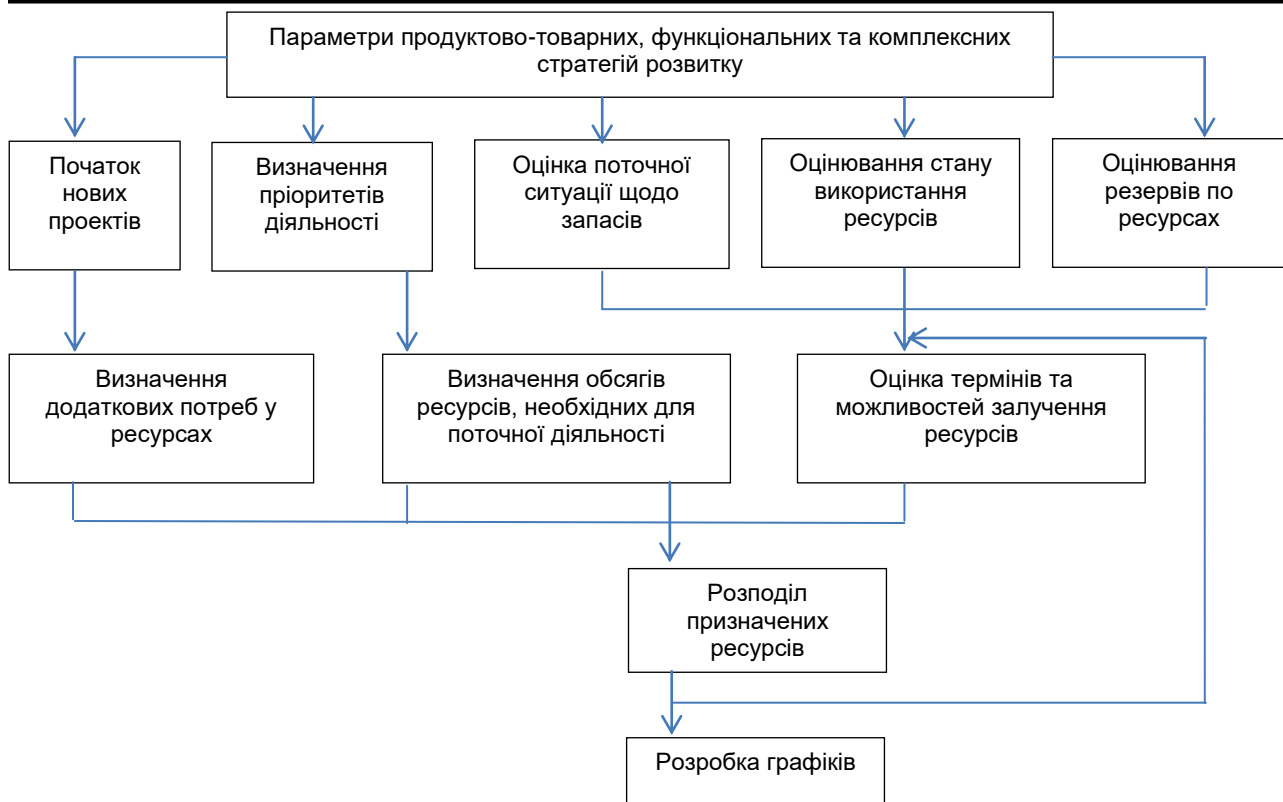 Параметри продуктово-товарних, функціональних та комплексних
стратегій розвитку
Початок
нових
проектів
Визначення
пріоритетів
діяльності
Оцінка поточної
ситуації щодо
запасів
Оцінювання стану
використання
ресурсів
Оцінювання
резервів по
ресурсах
Визначення
додаткових потреб у
ресурсах
Визначення обсягів
ресурсів, необхідних для
поточної діяльності
Оцінка термінів та
можливостей залучення
ресурсів
Розподіл
призначених
ресурсів
Розробка графіків